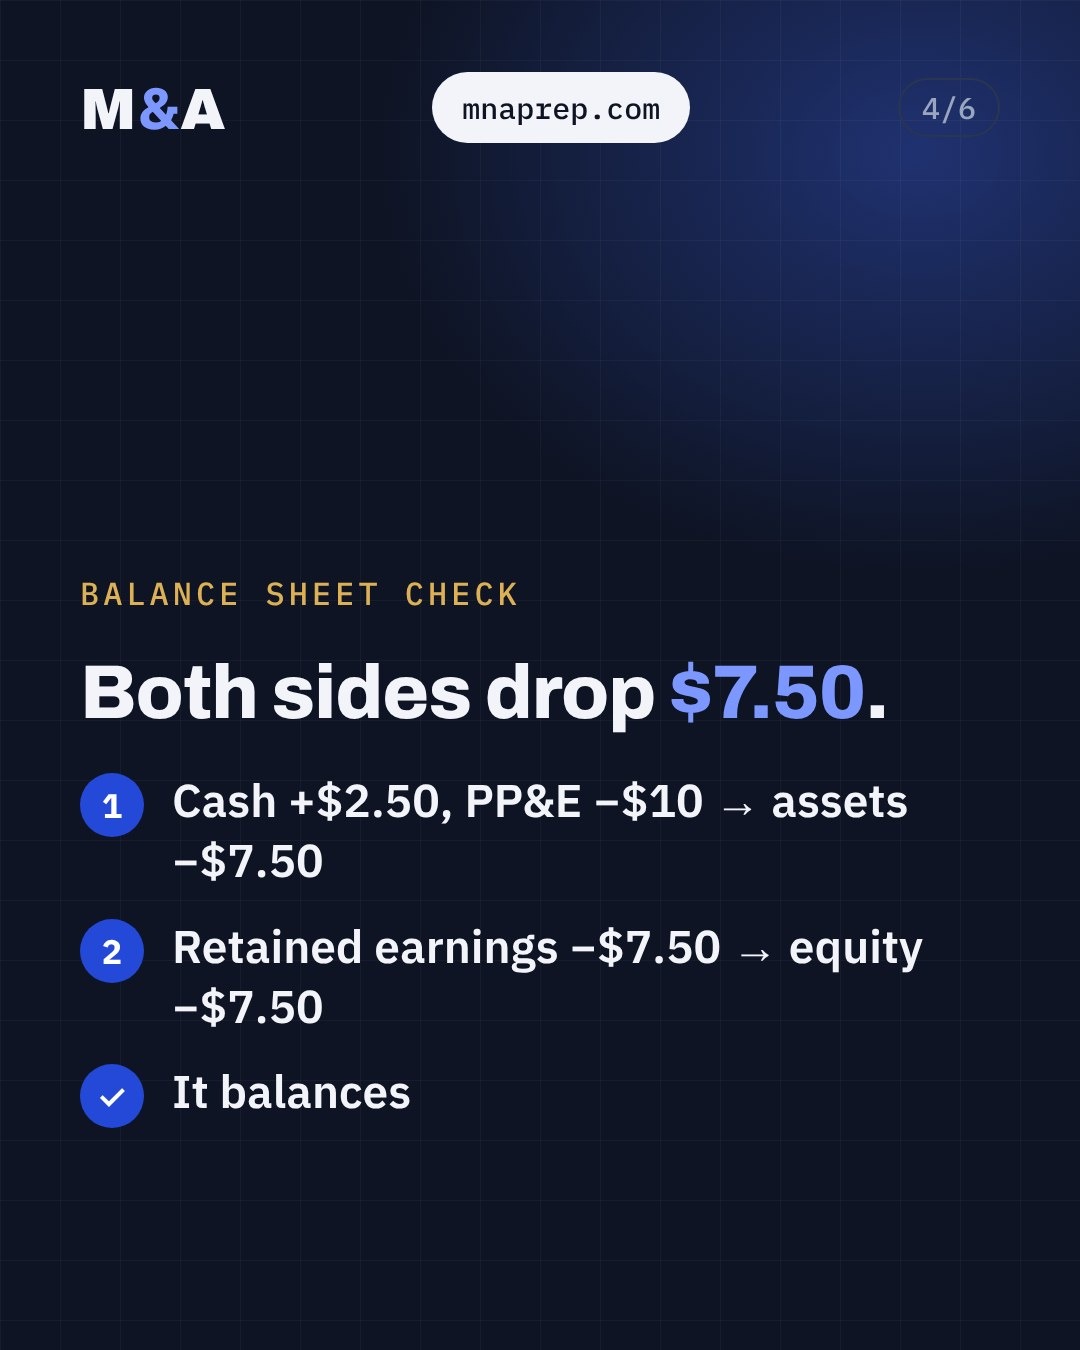 M&A
mnaprep.com
4/6
BALANCE SHEET CHECK
Both sides drop $7.50.
1 Cash +$2.50, PP&E −$10 → assets
−$7.50
2 Retained earnings −$7.50 → equity
−$7.50
✓ It balances